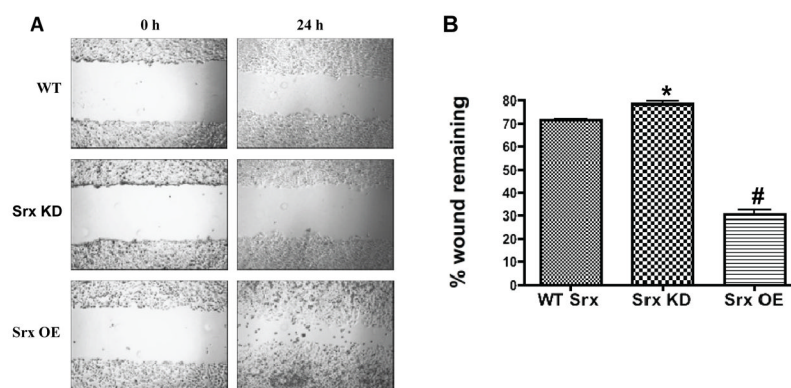 A
0 h
24 h
WT
Srx KD
Srx OE
B
% wound remaining
80
70
60
50
40
30
20
10
0
*
#
WT Srx
Srx KD
Srx OE